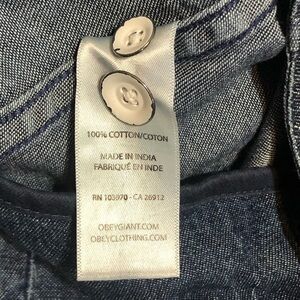 100% COTTON/COTON
MADE IN INDIA
FABRIQUÉ EN INDE
RN 103970 - CA 26912
OBEYGIANT.COM
OBEYCLOTHING.COM